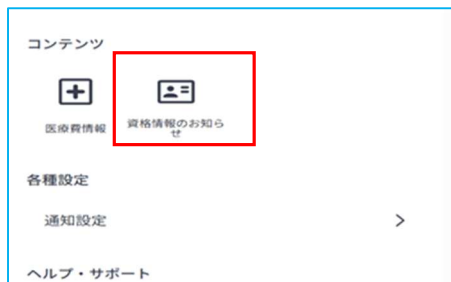 コンテンツ
医療費情報
資格情報のお知ら
せ
各種設定
通知設定
ヘルプ・サポート